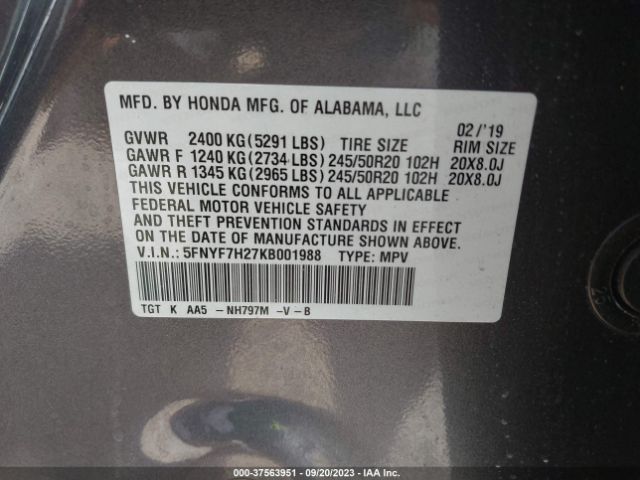 MFD. BY HONDA MFG. OF ALABAMA, LLC
02/'19
GVWR 2400 KG(5291 LBS) TIRE SIZE RIM SIZE
GAWR F 1240 KG(2734 LBS) 245/50R20 102H 20X8.0J
GAWR R 1345 KG(2965 LBS) 245/50R20 102H 20X8.0J
THIS VEHICLE CONFORMS TO ALL APPLICABLE
FEDERAL MOTOR VEHICLE SAFETY
AND THEFT PREVENTION STANDARDS IN EFFECT
ON THE DATE OF MANUFACTURE SHOWN ABOVE.
V.I.N.: 5FNYF7H27KB001988 TYPE: MPV
TGT K AA5 -NH797M -V-B
000-37563951 - 09/20/2023 - IAA Inc.